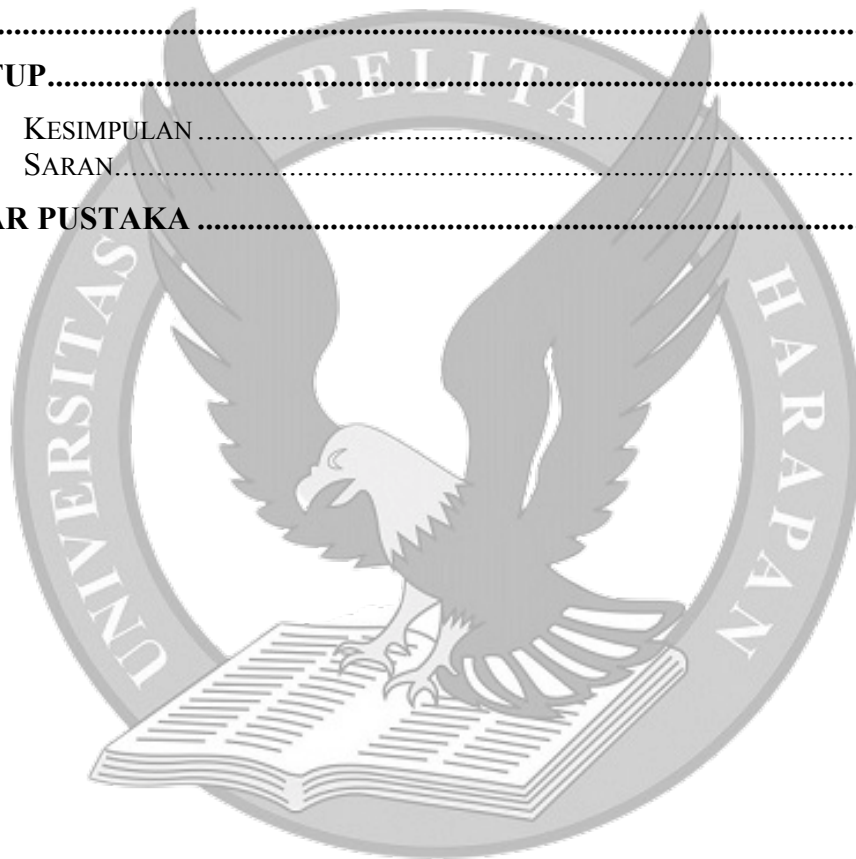 ................................................................
TUP................................................................
KESIMPULAN ................................................................
SARAN................................................................
AR PUSTAKA ................................................................
UNIVERSITAS PELITA HARAPAN